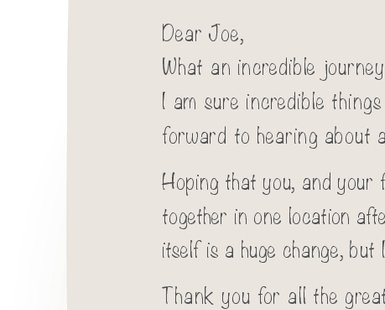 Dear Joe,
What an incredible journey
I am sure incredible things
forward to hearing about a
Hoping that you, and your f
together in one location afte
itself is a huge change, but I
Thank you for all the great